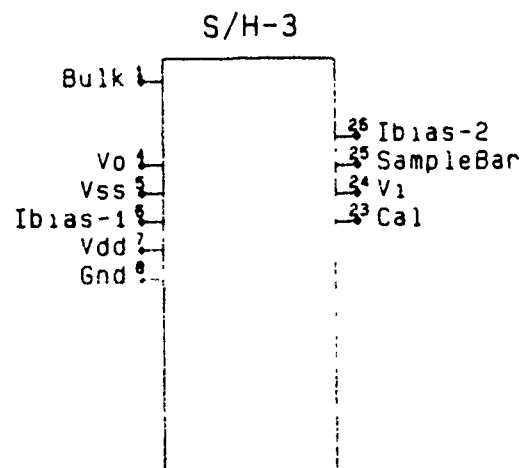 S/H-3
Bulk 1
26 Ibias-2
Vo 4
25 SampleBar
Vss 5
24 Vi
Ibias-1 6
23 Cal
Vdd 7
Gnd 8